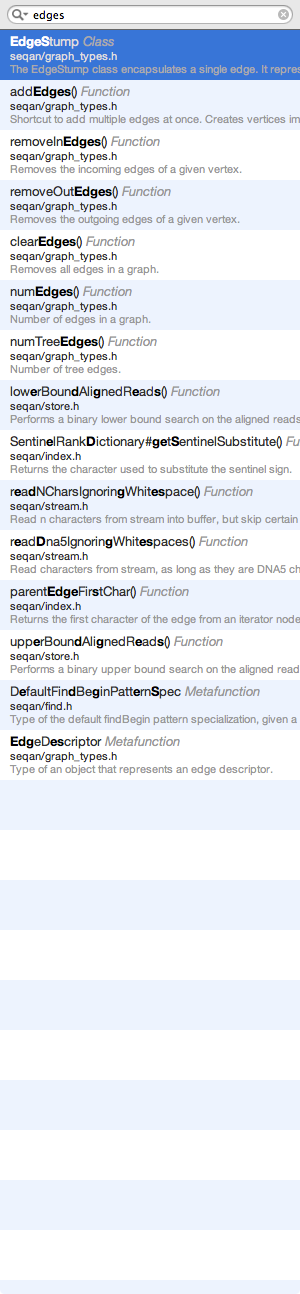 edges
EdgeStump Class
seqan/graph_types.h
The EdgeStump class encapsulates a single edge. It repres
addEdges() Function
seqan/graph_types.h
Shortcut to add multiple edges at once. Creates vertices im
removeInEdges() Function
seqan/graph_types.h
Removes the incoming edges of a given vertex.
removeOutEdges() Function
seqan/graph_types.h
Removes the outgoing edges of a given vertex.
clearEdges() Function
seqan/graph_types.h
Removes all edges in a graph.
numEdges() Function
seqan/graph_types.h
Number of edges in a graph.
numTreeEdges() Function
seqan/graph_types.h
Number of tree edges.
lowerBoundAlignedReads() Function
seqan/store.h
Performs a binary lower bound search on the aligned reads
SentinelRankDictionary#getSentinelSubstitute() Fu
seqan/index.h
Returns the character used to substitute the sentinel sign.
readNCharsIgnoringWhitespace() Function
seqan/stream.h
Read n characters from stream into buffer, but skip certain
readDna5IgnoringWhitespaces() Function
seqan/stream.h
Read characters from stream, as long as they are DNA5 ch
parentEdgeFirstChar() Function
seqan/index.h
Returns the first character of the edge from an iterator node
upperBoundAlignedReads() Function
seqan/store.h
Performs a binary upper bound search on the aligned read
DefaultFindBeginPatternSpec Metafunction
seqan/find.h
Type of the default findBegin pattern specialization, given a
EdgeDescriptor Metafunction
seqan/graph_types.h
Type of an object that represents an edge descriptor.